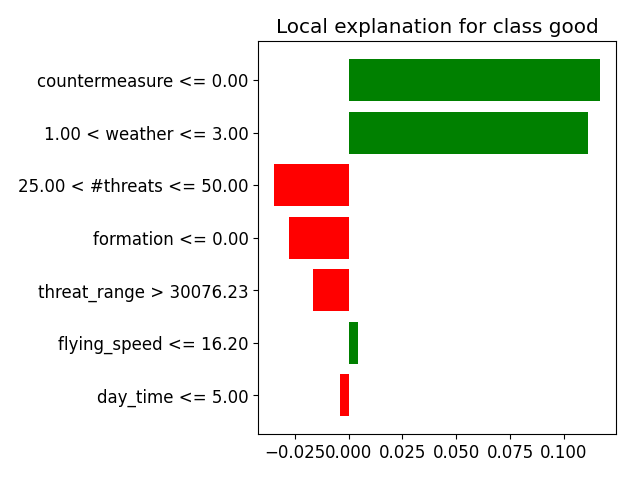 Local explanation for class good
countermeasure <= 0.00
1.00 < weather <= 3.00
25.00 < #threats <= 50.00
formation <= 0.00
threat_range > 30076.23
flying_speed <= 16.20
day_time <= 5.00
−0.025 0.000 0.025 0.050 0.075 0.100